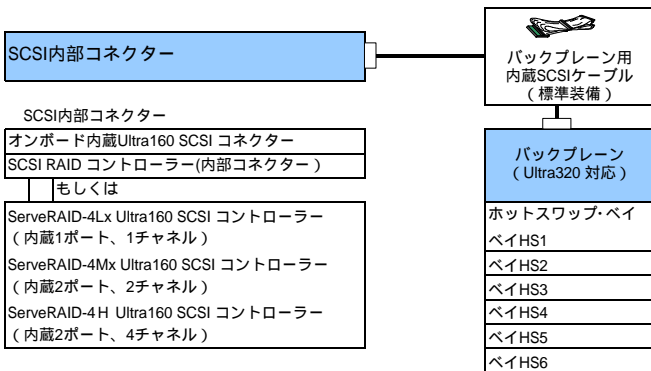 SCSI内部コネクター
バックプレーン用
内蔵SCSIケーブル
（標準装備）
SCSI内部コネクター
オンボード内蔵Ultra160 SCSI コネクター
SCSI RAID コントローラー(内部コネクター ）
もしくは
ServeRAID-4Lx Ultra160 SCSI コントローラー
（内蔵1ポート、1チャネル）
ServeRAID-4Mx Ultra160 SCSI コントローラー
（内蔵2ポート、2チャネル）
ServeRAID-4H Ultra160 SCSI コントローラー
（内蔵2ポート、4チャネル）
バックプレーン
（Ultra320 対応）
ホットスワップ・ベイ
ベイHS1
ベイHS2
ベイHS3
ベイHS4
ベイHS5
ベイHS6